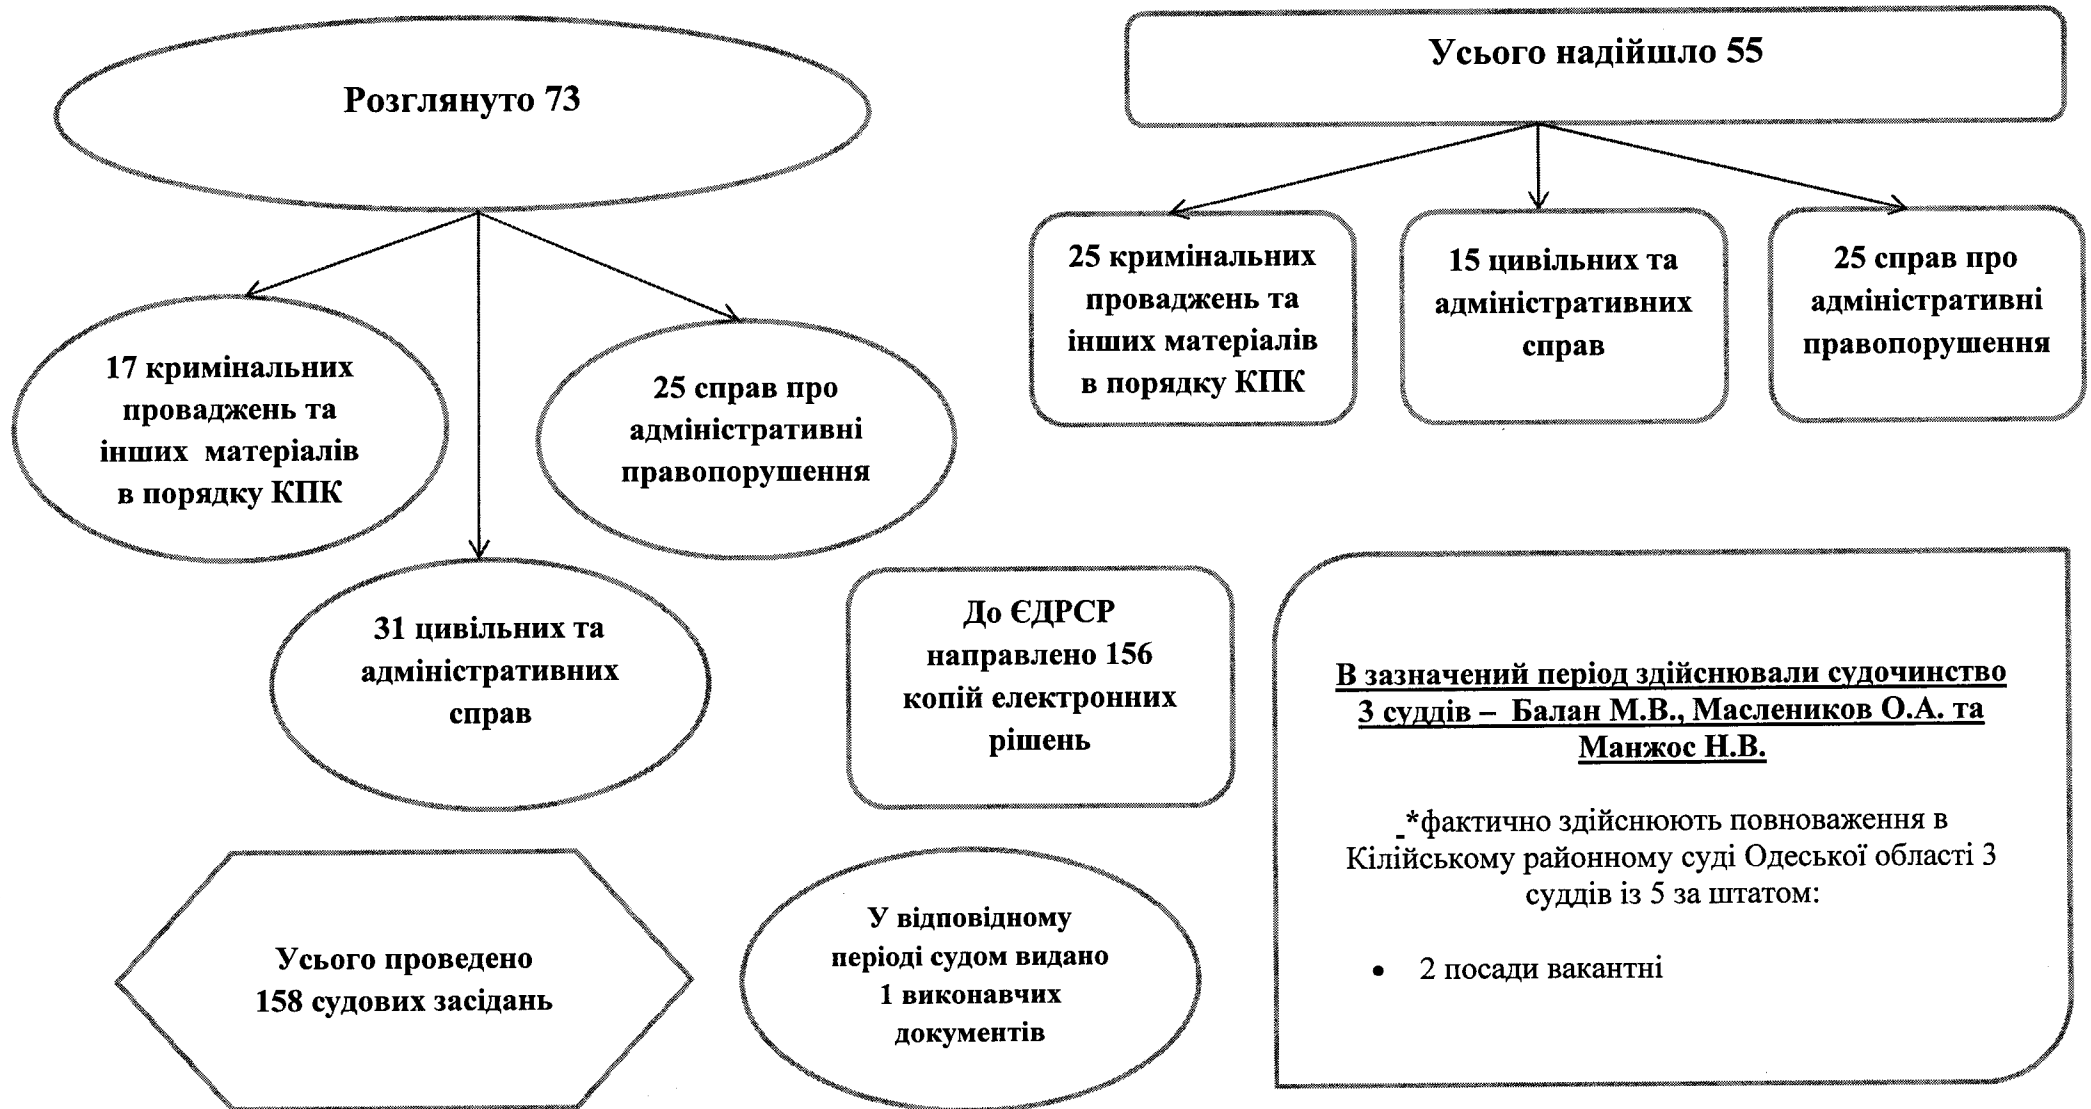 Розглянуто 73
17 кримінальних
проваджень та
інших матеріалів
в порядку КПК
25 справ про
адміністративні
правопорушення
31 цивільних та
адміністративних
справ
Усього надійшло 55
25 кримінальних
проваджень та
інших матеріалів
в порядку КПК
15 цивільних та
адміністративних
справ
25 справ про
адміністративні
правопорушення
До ЄДРСР
направлено 156
копій електронних
рішень
В зазначений період здійснювали судочинство
3 суддів – Балан М.В., Маслеников О.А. та
Манжос Н.В.
*фактично здійснюють повноваження в
Кілійському районному суді Одеської області 3
суддів із 5 за штатом:
• 2 посади вакантні
Усього проведено
158 судових засідань
У відповідному
періоді судом видано
1 виконавчих
документів